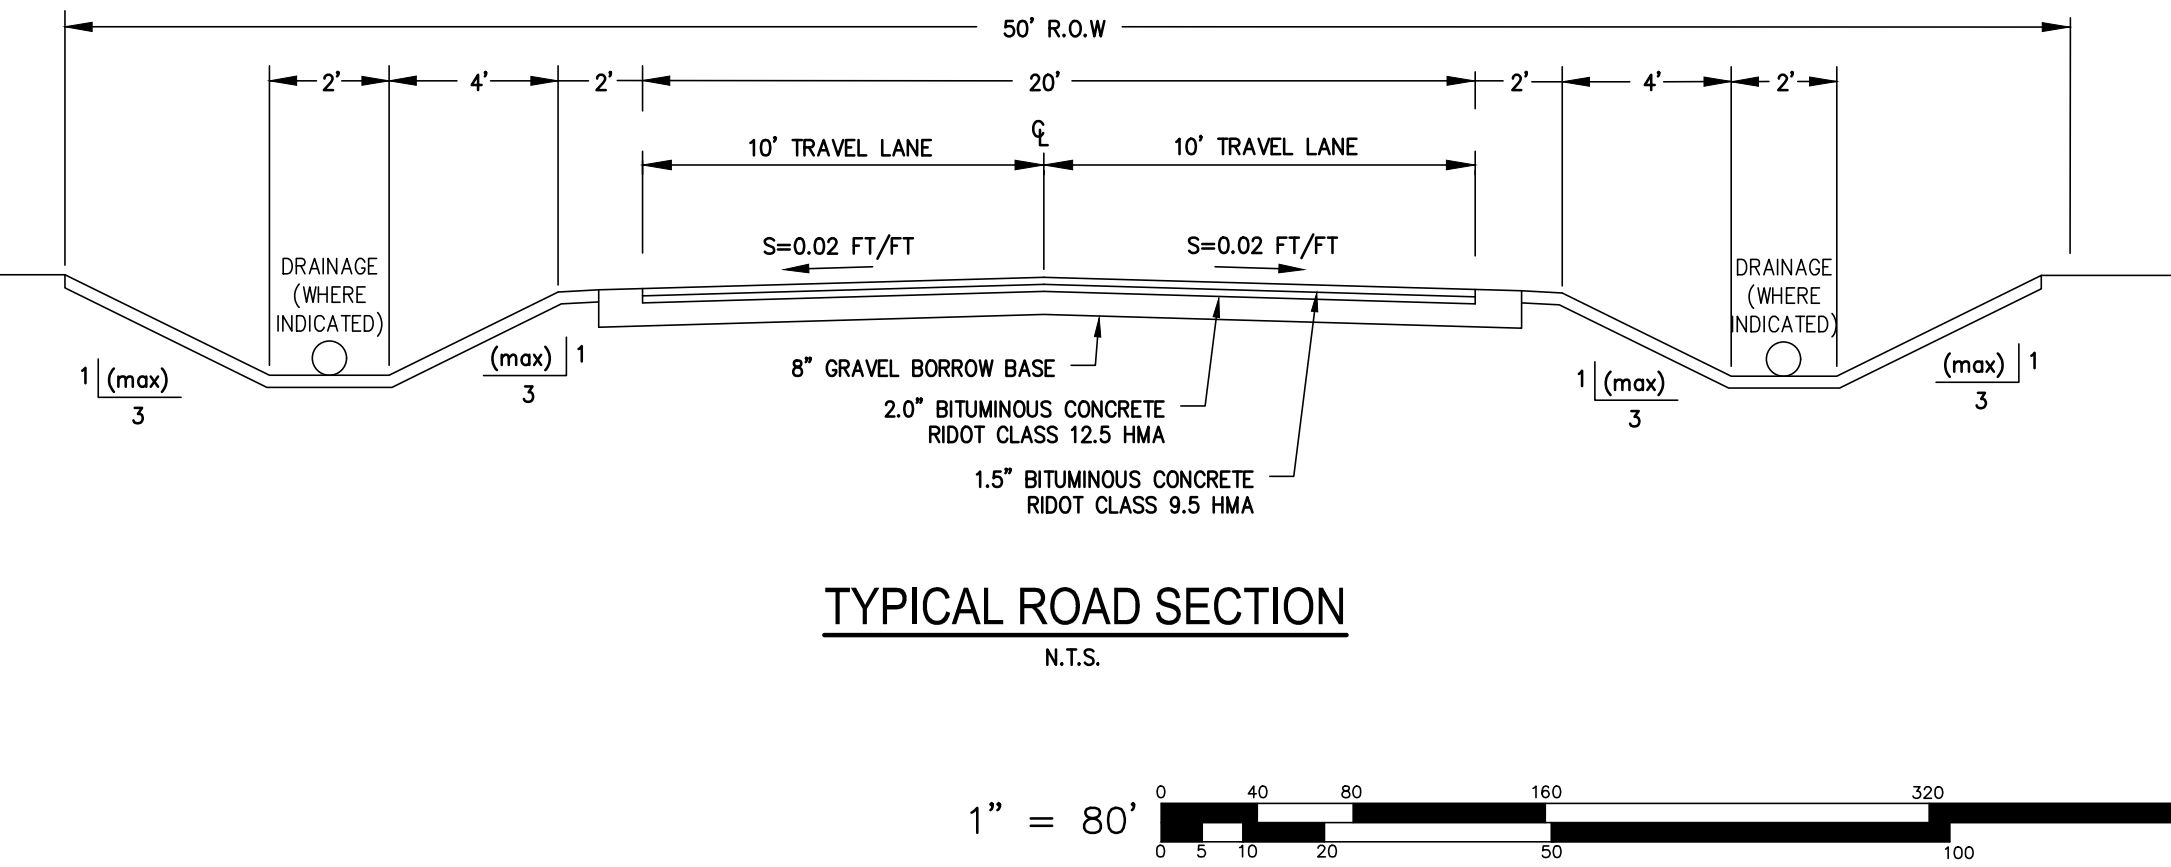 50' R.O.W
2' 4' 2' 20' 2' 4' 2'
℄
10' TRAVEL LANE 10' TRAVEL LANE
S=0.02 FT/FT S=0.02 FT/FT
DRAINAGE
(WHERE
INDICATED)
DRAINAGE
(WHERE
INDICATED)
1 (max)
3
(max) 1
3
1 (max)
3
(max) 1
3
8" GRAVEL BORROW BASE
2.0" BITUMINOUS CONCRETE
RIDOT CLASS 12.5 HMA
1.5" BITUMINOUS CONCRETE
RIDOT CLASS 9.5 HMA
TYPICAL ROAD SECTION
N.T.S.
1" = 80'
0 40 80 160 320
0 5 10 20 50 100